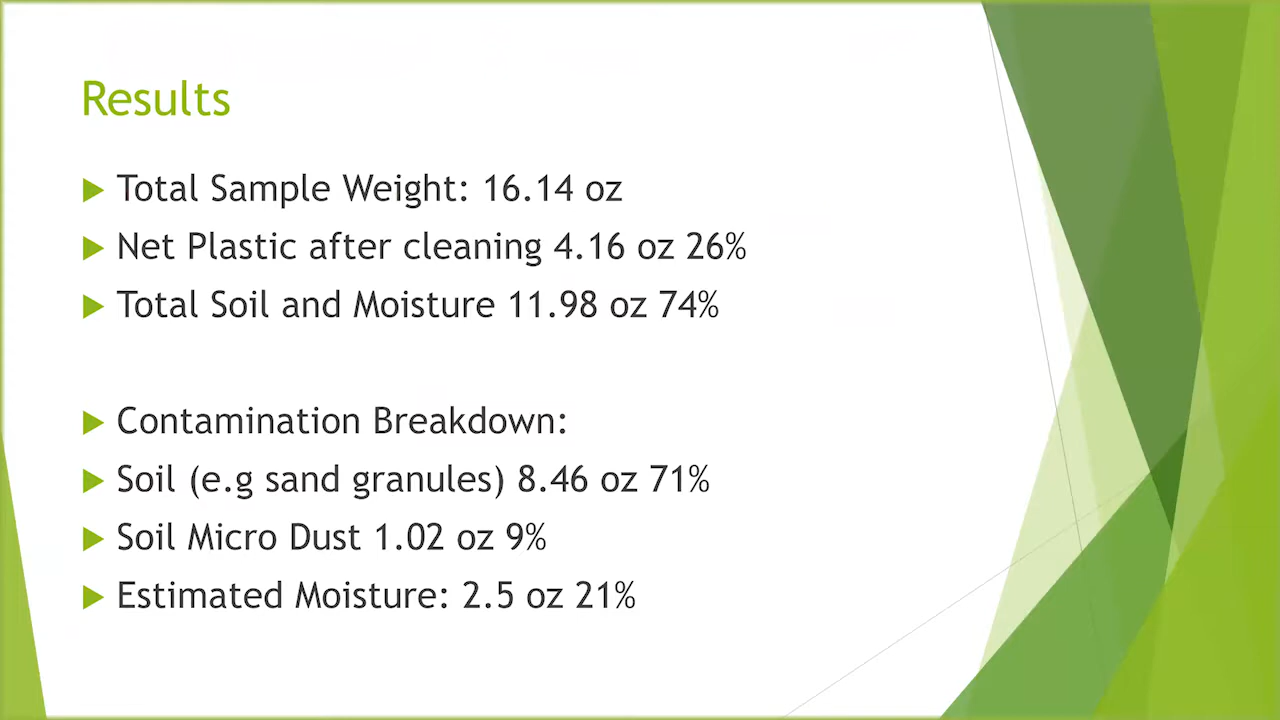 Results
Total Sample Weight: 16.14 oz
Net Plastic after cleaning 4.16 oz 26%
Total Soil and Moisture 11.98 oz 74%
Contamination Breakdown:
Soil (e.g sand granules) 8.46 oz 71%
Soil Micro Dust 1.02 oz 9%
Estimated Moisture: 2.5 oz 21%